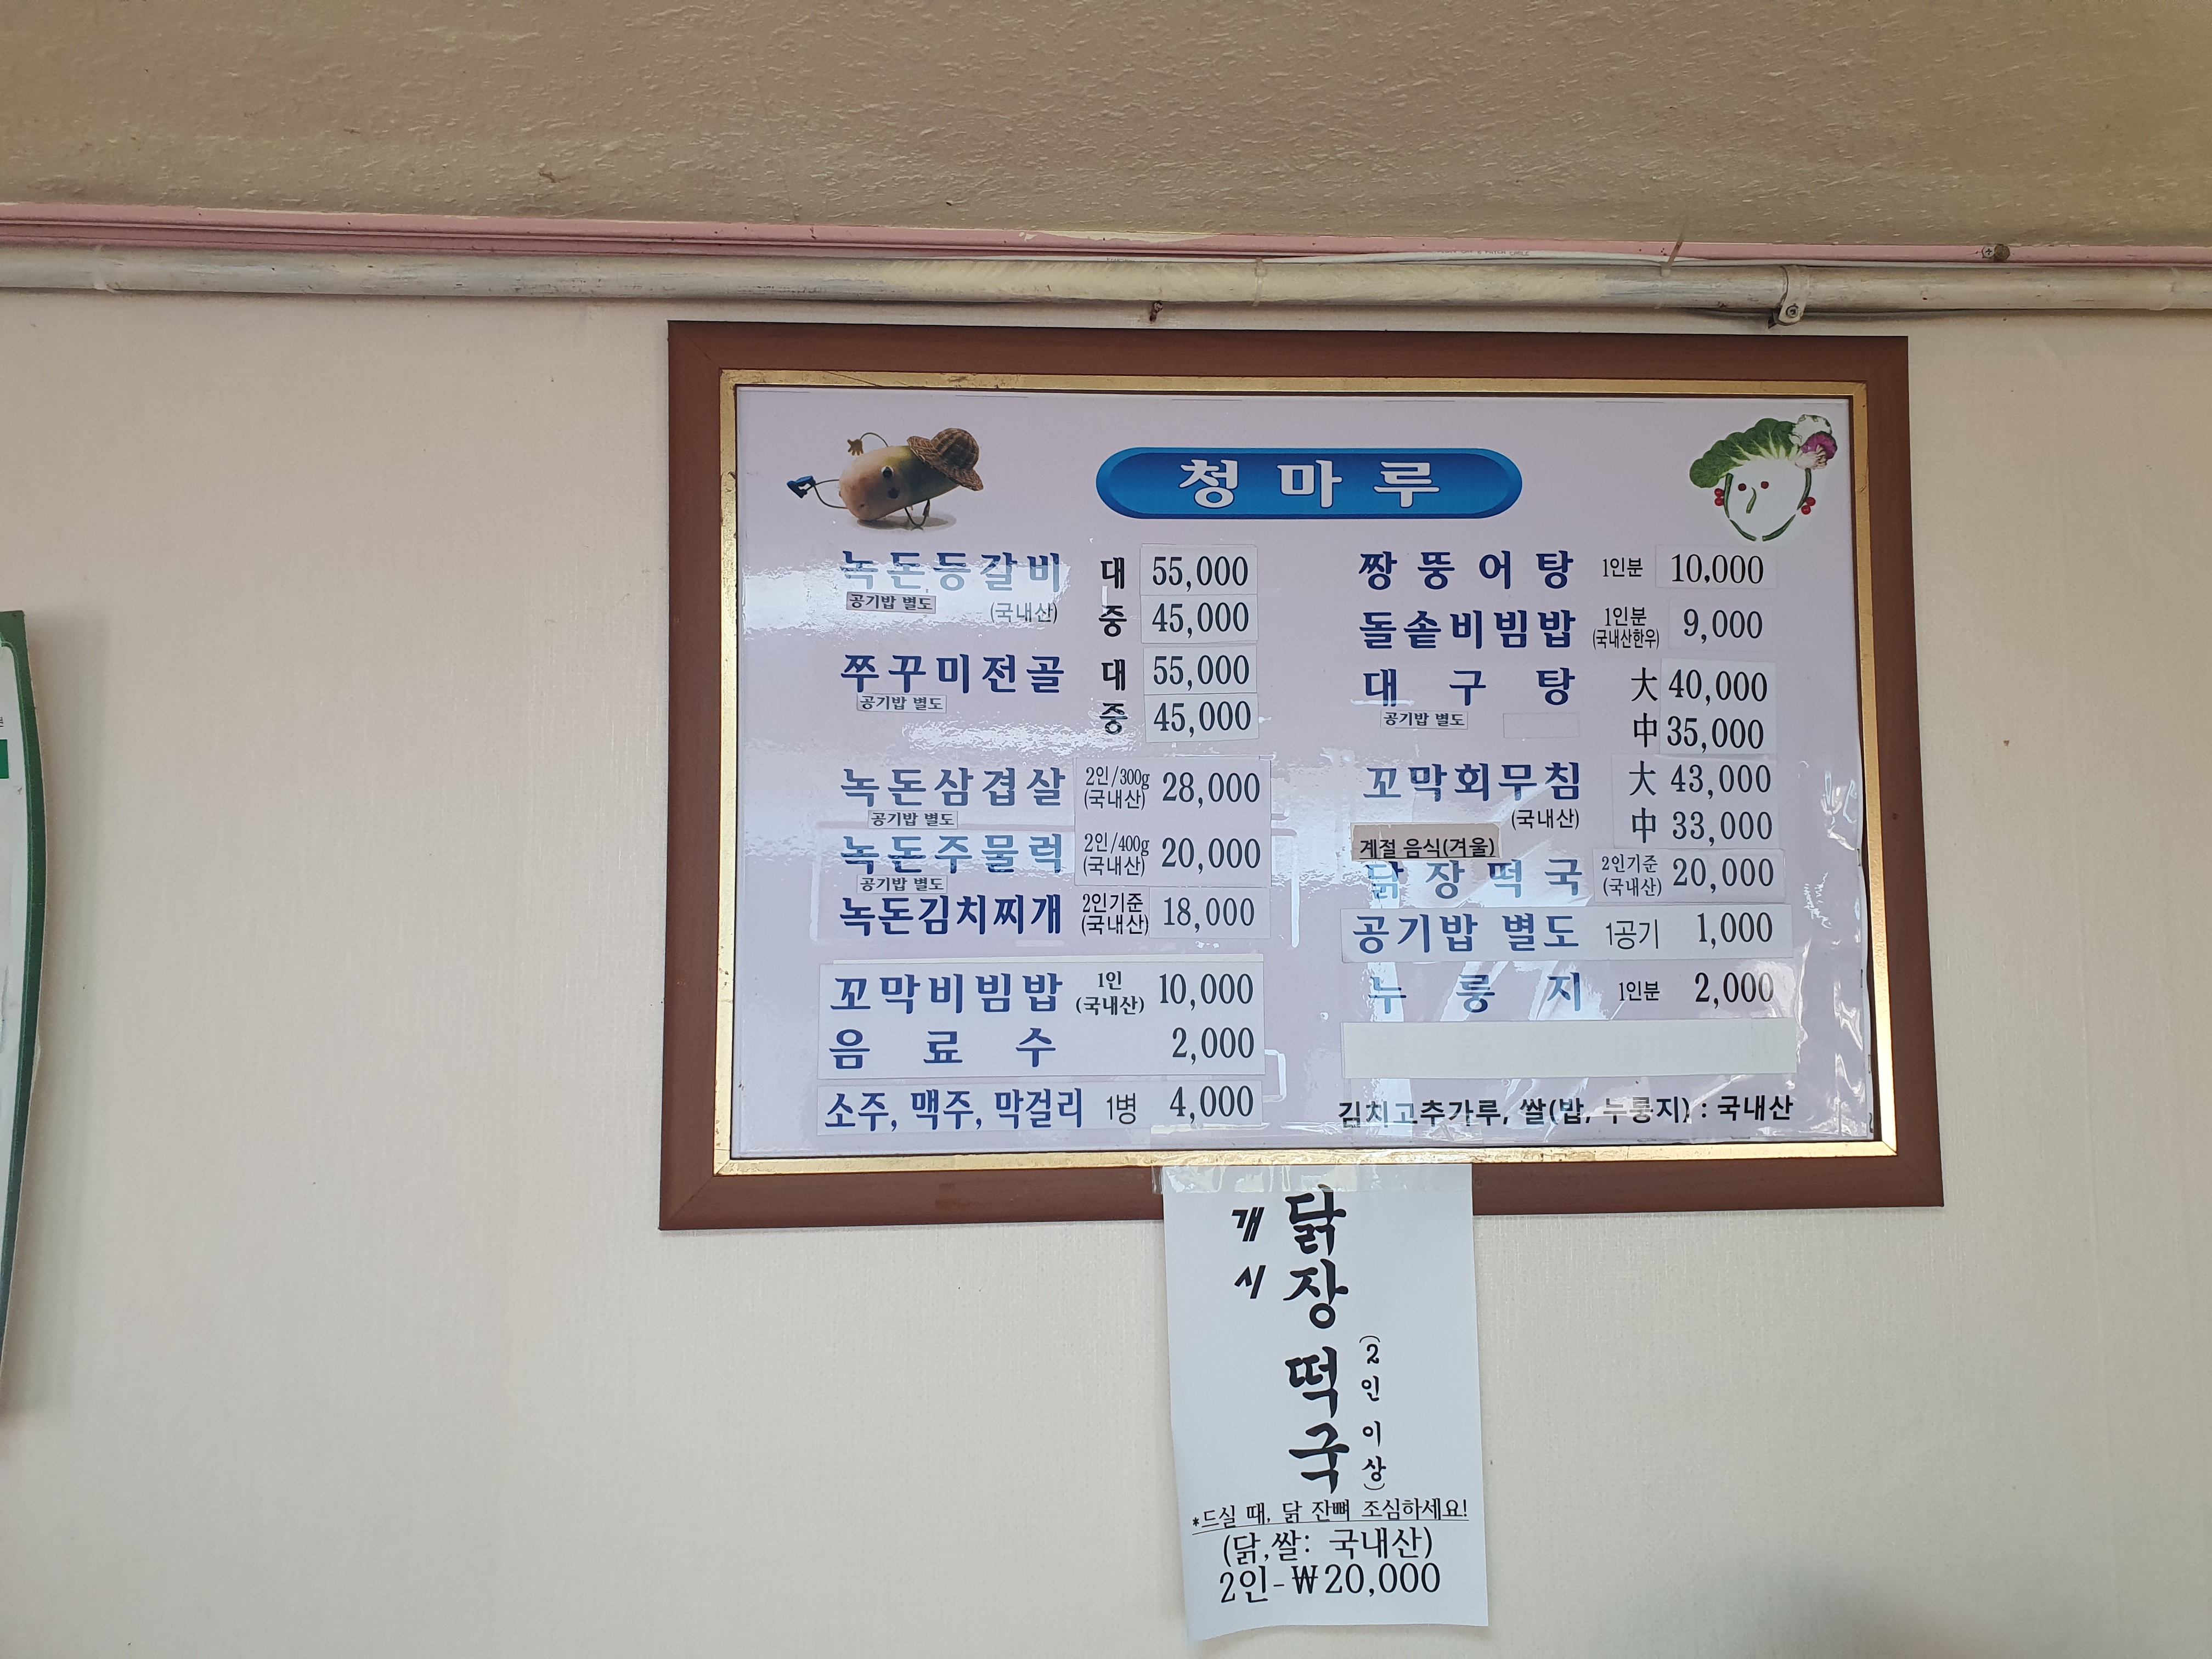 청마루
녹돈등갈비 대 55,000
공기밥 별도 (국내산) 중 45,000
쭈꾸미전골 대 55,000
공기밥 별도 중 45,000
녹돈삼겹살 2인/300g (국내산) 28,000
공기밥 별도
녹돈주물럭 2인/400g (국내산) 20,000
공기밥 별도
녹돈김치찌개 2인기준 (국내산) 18,000
꼬막비빔밥 1인 (국내산) 10,000
음료수 2,000
소주, 맥주, 막걸리 1병 4,000
짱뚱어탕 1인분 10,000
돌솥비빔밥 1인분 (국내산한우) 9,000
대구탕 大 40,000
공기밥 별도 中 35,000
꼬막회무침 大 43,000
(국내산) 中 33,000
계절 음식(겨울)
닭장떡국 2인기준 (국내산) 20,000
공기밥 별도 1공기 1,000
누룽지 1인분 2,000
김치고추가루, 쌀(밥, 누룽지) : 국내산
개시
닭장떡국
(2인 이상)
*드실 때, 닭 잔뼈 조심하세요!
(닭,쌀: 국내산)
2인-₩20,000